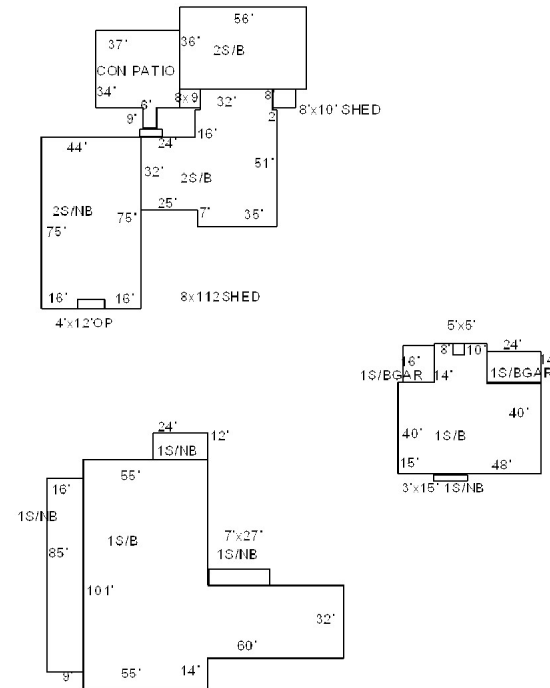 56'
37' 36' 2S/B
CON PATIO
34' 6' 8x9 32' 8'
9' 2' 8'x10' SHED
44' 24' 16'
32' 51'
2S/B
2S/NB 25' 7' 35'
75' 75'
16' 16' 8x112SHED
4'x12'OP
5'x5'
16' 8' 10' 24' 14
1S/BGAR 14' 1S/BGAR
40' 1S/B 40'
15' 48'
3'x15' 1S/NB
24' 12'
1S/NB
16' 55'
1S/NB
85' 1S/B 7'x27'
1S/NB
101' 32'
60'
9' 55' 14'